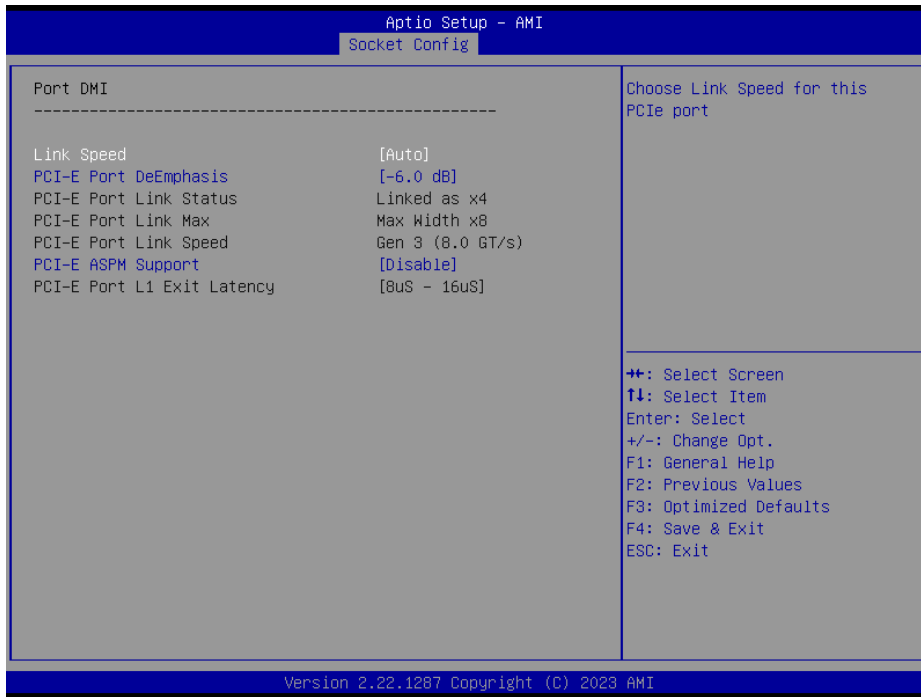 Aptio Setup - AMI
Socket Config
Port DMI
--------------------------------------------------
Link Speed [Auto]
PCI-E Port DeEmphasis [-6.0 dB]
PCI-E Port Link Status Linked as x4
PCI-E Port Link Max Max Width x8
PCI-E Port Link Speed Gen 3 (8.0 GT/s)
PCI-E ASPM Support [Disable]
PCI-E Port L1 Exit Latency [8uS - 16uS]
Choose Link Speed for this
PCIe port
→←: Select Screen
↑↓: Select Item
Enter: Select
+/-: Change Opt.
F1: General Help
F2: Previous Values
F3: Optimized Defaults
F4: Save & Exit
ESC: Exit
Version 2.22.1287 Copyright (C) 2023 AMI